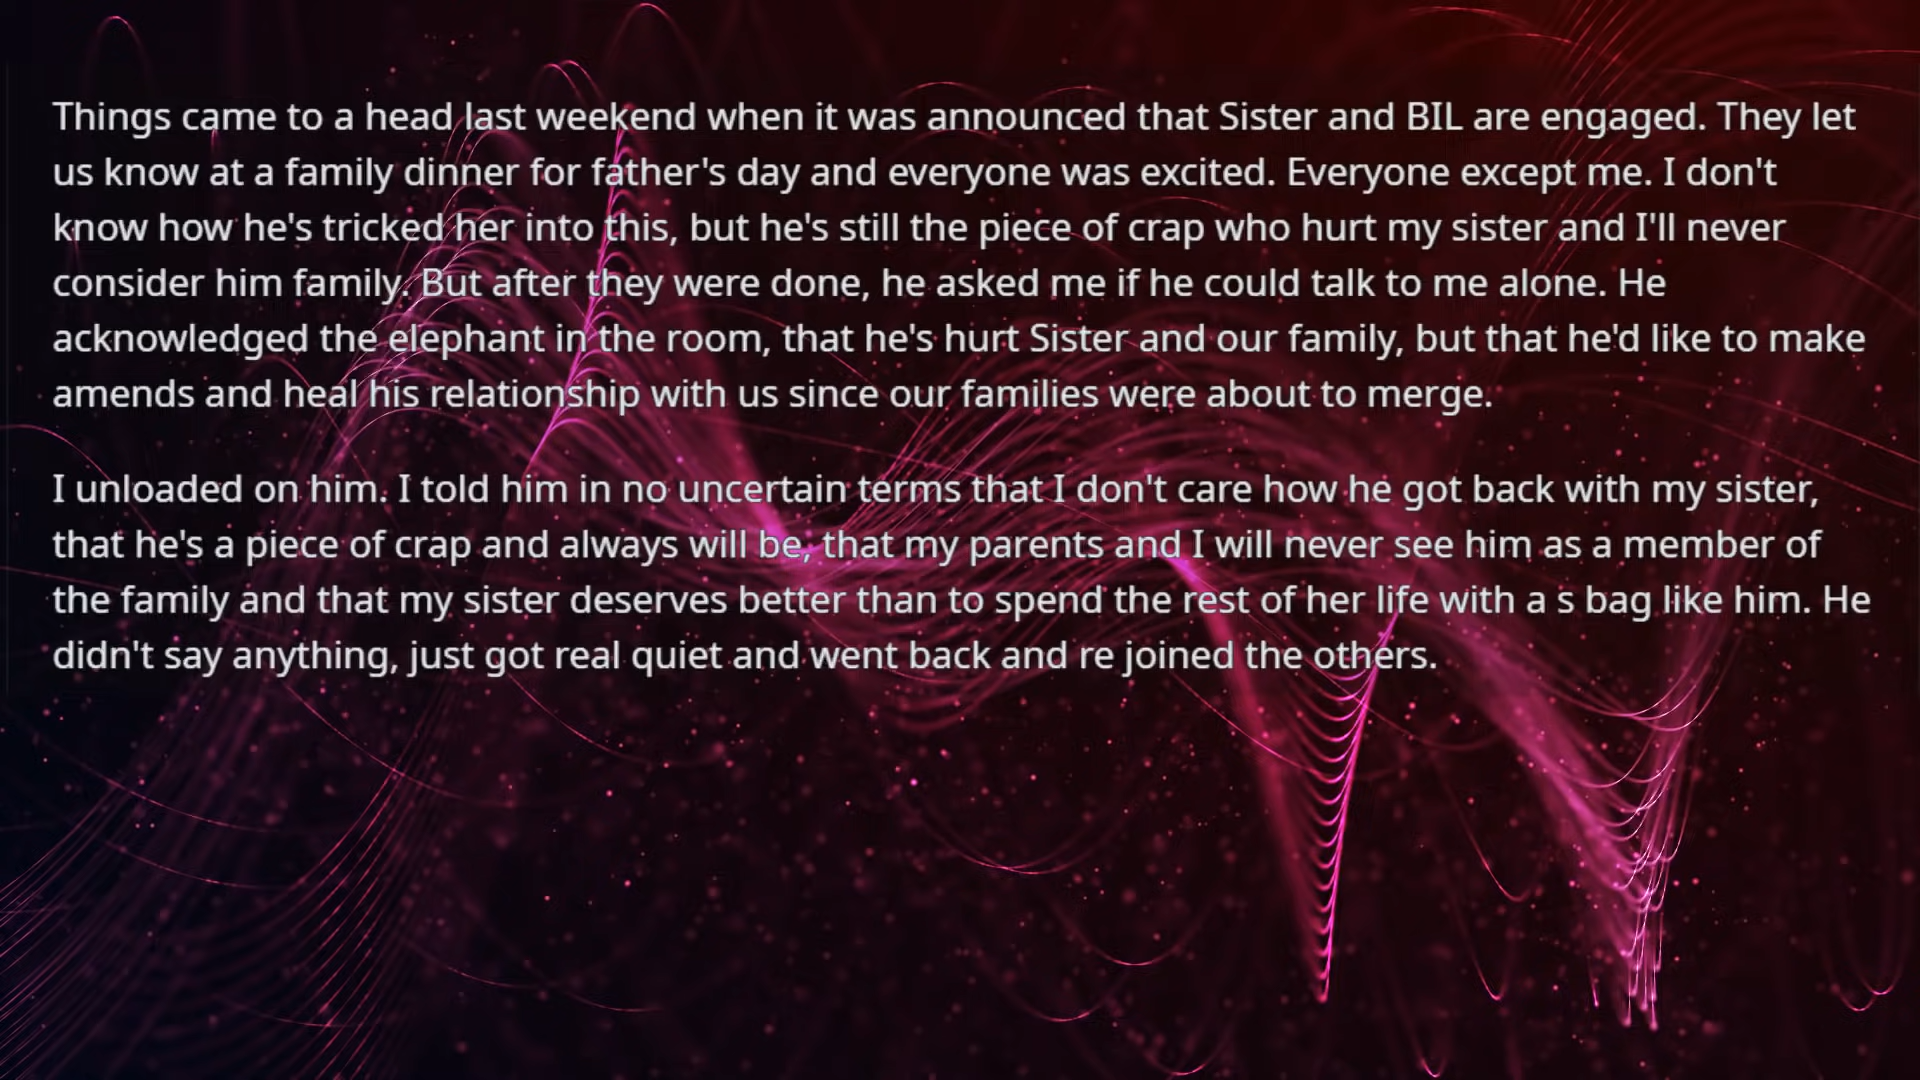 Things came to a head last weekend when it was announced that Sister and BIL are engaged. They let
us know at a family dinner for father's day and everyone was excited. Everyone except me. I don't
know how he's tricked her into this, but he's still the piece of crap who hurt my sister and I'll never
consider him family. But after they were done, he asked me if he could talk to me alone. He
acknowledged the elephant in the room, that he's hurt Sister and our family, but that he'd like to make
amends and heal his relationship with us since our families were about to merge.
I unloaded on him. I told him in no uncertain terms that I don't care how he got back with my sister,
that he's a piece of crap and always will be, that my parents and I will never see him as a member of
the family and that my sister deserves better than to spend the rest of her life with a s bag like him. He
didn't say anything, just got real quiet and went back and re joined the others.